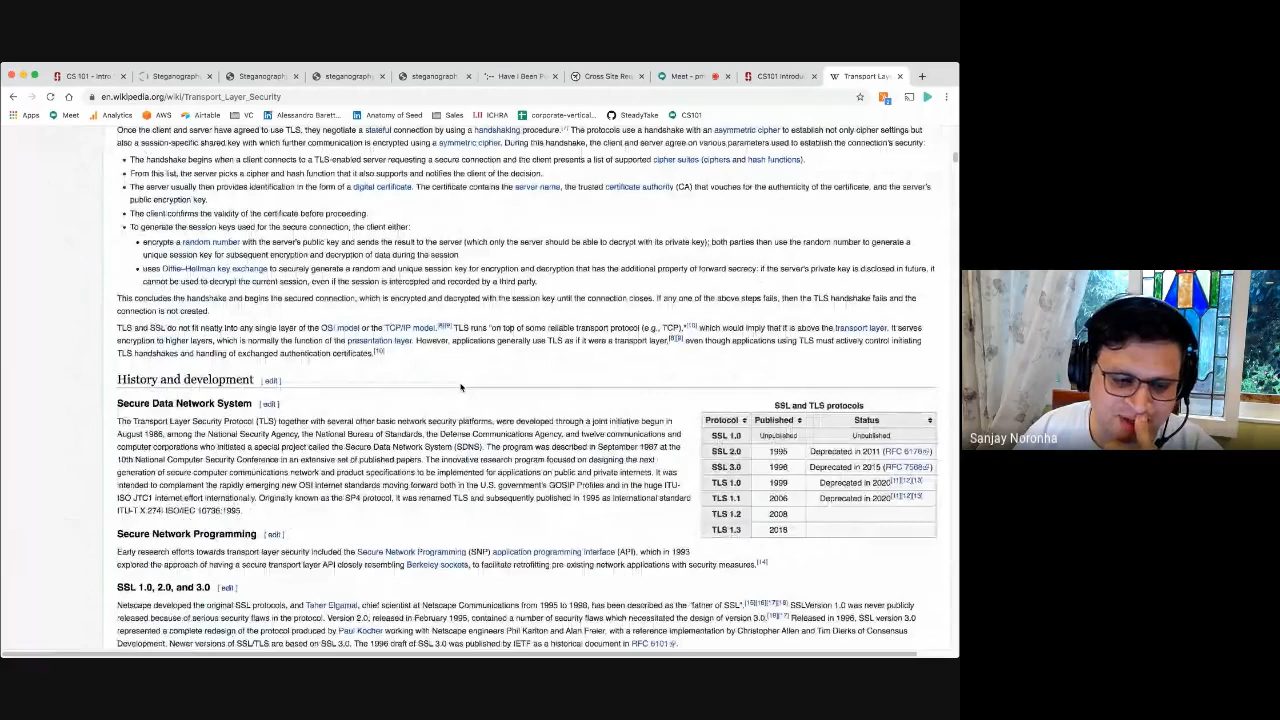 CS 101 - Intro
Steganograph
Steganograph
steganograph
steganograph
Have I Been P
Cross Site Req
Meet - pm
CS101 Introdu
Transport Lay
en.wikipedia.org/wiki/Transport_Layer_Security
Apps Meet Analytics AWS Airtable VC Alessandro Barett... Anatomy of Seed Sales ICHRA corporate-vertical... SteadyTake CS101
Once the client and server have agreed to use TLS, they negotiate a stateful connection by using a handshaking procedure.[7] The protocols use a handshake with an asymmetric cipher to establish not only cipher settings but
also a session-specific shared key with which further communication is encrypted using a symmetric cipher. During this handshake, the client and server agree on various parameters used to establish the connection's security:
• The handshake begins when a client connects to a TLS-enabled server requesting a secure connection and the client presents a list of supported cipher suites (ciphers and hash functions).
• From this list, the server picks a cipher and hash function that it also supports and notifies the client of the decision.
• The server usually then provides identification in the form of a digital certificate. The certificate contains the server name, the trusted certificate authority (CA) that vouches for the authenticity of the certificate, and the server's
public encryption key.
• The client confirms the validity of the certificate before proceeding.
• To generate the session keys used for the secure connection, the client either:
• encrypts a random number with the server's public key and sends the result to the server (which only the server should be able to decrypt with its private key); both parties then use the random number to generate a
unique session key for subsequent encryption and decryption of data during the session
• uses Diffie–Hellman key exchange to securely generate a random and unique session key for encryption and decryption that has the additional property of forward secrecy: if the server's private key is disclosed in future, it
cannot be used to decrypt the current session, even if the session is intercepted and recorded by a third party.
This concludes the handshake and begins the secured connection, which is encrypted and decrypted with the session key until the connection closes. If any one of the above steps fails, then the TLS handshake fails and the
connection is not created.
TLS and SSL do not fit neatly into any single layer of the OSI model or the TCP/IP model.[8][9] TLS runs "on top of some reliable transport protocol (e.g., TCP),"[10] which would imply that it is above the transport layer. It serves
encryption to higher layers, which is normally the function of the presentation layer. However, applications generally use TLS as if it were a transport layer,[8][9] even though applications using TLS must actively control initiating
TLS handshakes and handling of exchanged authentication certificates.[10]
History and development [ edit ]
Secure Data Network System [ edit ]
The Transport Layer Security Protocol (TLS) together with several other basic network security platforms, were developed through a joint initiative begun in
August 1986, among the National Security Agency, the National Bureau of Standards, the Defense Communications Agency, and twelve communications and
computer corporations who initiated a special project called the Secure Data Network System (SDNS). The program was described in September 1987 at the
10th National Computer Security Conference in an extensive set of published papers. The innovative research program focused on designing the next
generation of secure computer communications network and product specifications to be implemented for applications on public and private internets. It was
intended to complement the rapidly emerging new OSI internet standards moving forward both in the U.S. government's GOSIP Profiles and in the huge ITU-
ISO JTC1 internet effort internationally. Originally known as the SP4 protocol, it was renamed TLS and subsequently published in 1995 as international standard
ITU-T X.274| ISO/IEC 10736:1995.
SSL and TLS protocols
Protocol Published Status
SSL 1.0 Unpublished Unpublished
SSL 2.0 1995 Deprecated in 2011 (RFC 6176)
SSL 3.0 1996 Deprecated in 2015 (RFC 7568)
TLS 1.0 1999 Deprecated in 2020[11][12][13]
TLS 1.1 2006 Deprecated in 2020[11][12][13]
TLS 1.2 2008
TLS 1.3 2018
Secure Network Programming [ edit ]
Early research efforts towards transport layer security included the Secure Network Programming (SNP) application programming interface (API), which in 1993
explored the approach of having a secure transport layer API closely resembling Berkeley sockets, to facilitate retrofitting pre-existing network applications with security measures.[14]
SSL 1.0, 2.0, and 3.0 [ edit ]
Netscape developed the original SSL protocols, and Taher Elgamal, chief scientist at Netscape Communications from 1995 to 1998, has been described as the "father of SSL".[15][16][17][18] SSL Version 1.0 was never publicly
released because of serious security flaws in the protocol. Version 2.0, released in February 1995, contained a number of security flaws which necessitated the design of version 3.0.[19][17] Released in 1996, SSL version 3.0
represented a complete redesign of the protocol produced by Paul Kocher working with Netscape engineers Phil Karlton and Alan Freier, with a reference implementation by Christopher Allen and Tim Dierks of Consensus
Development. Newer versions of SSL/TLS are based on SSL 3.0. The 1996 draft of SSL 3.0 was published by IETF as a historical document in RFC 6101.
Sanjay Noronha